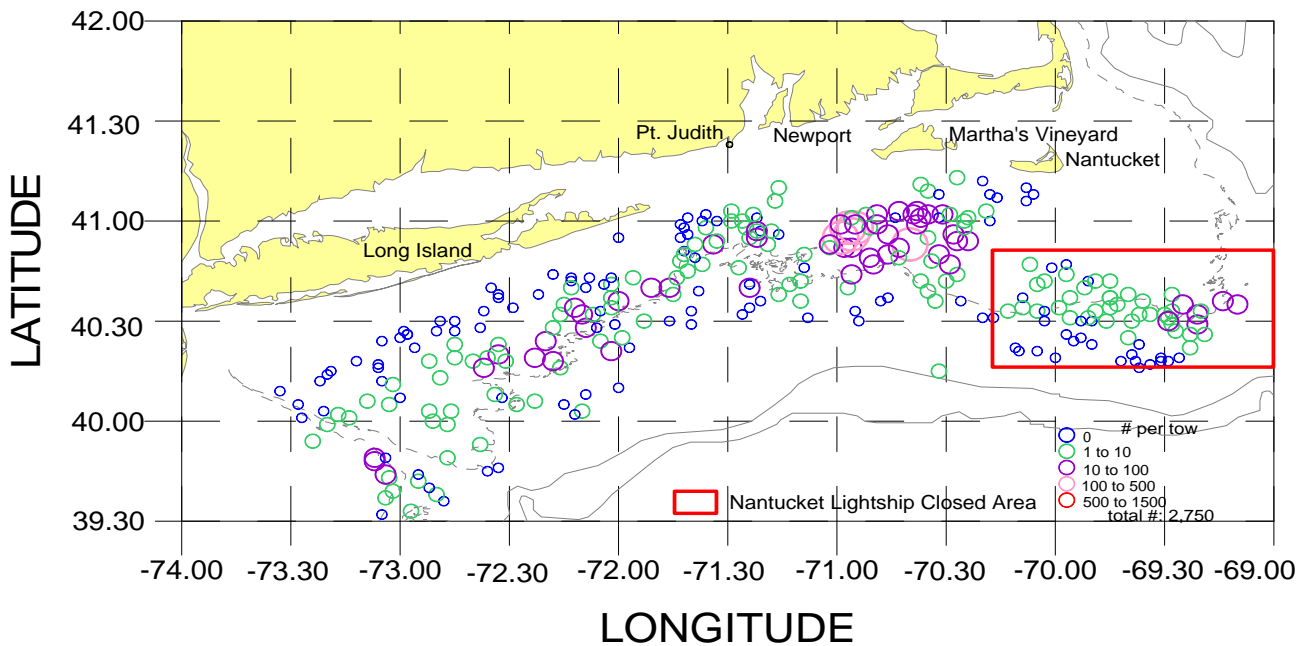 42.00
41.30
41.00
40.30
40.00
39.30
LATITUDE
Pt. Judith
Newport
Martha's Vineyard
Nantucket
Long Island
# per tow
0
1 to 10
10 to 100
100 to 500
500 to 1500
total #: 2,750
Nantucket Lightship Closed Area
-74.00 -73.30 -73.00 -72.30 -72.00 -71.30 -71.00 -70.30 -70.00 -69.30 -69.00
LONGITUDE